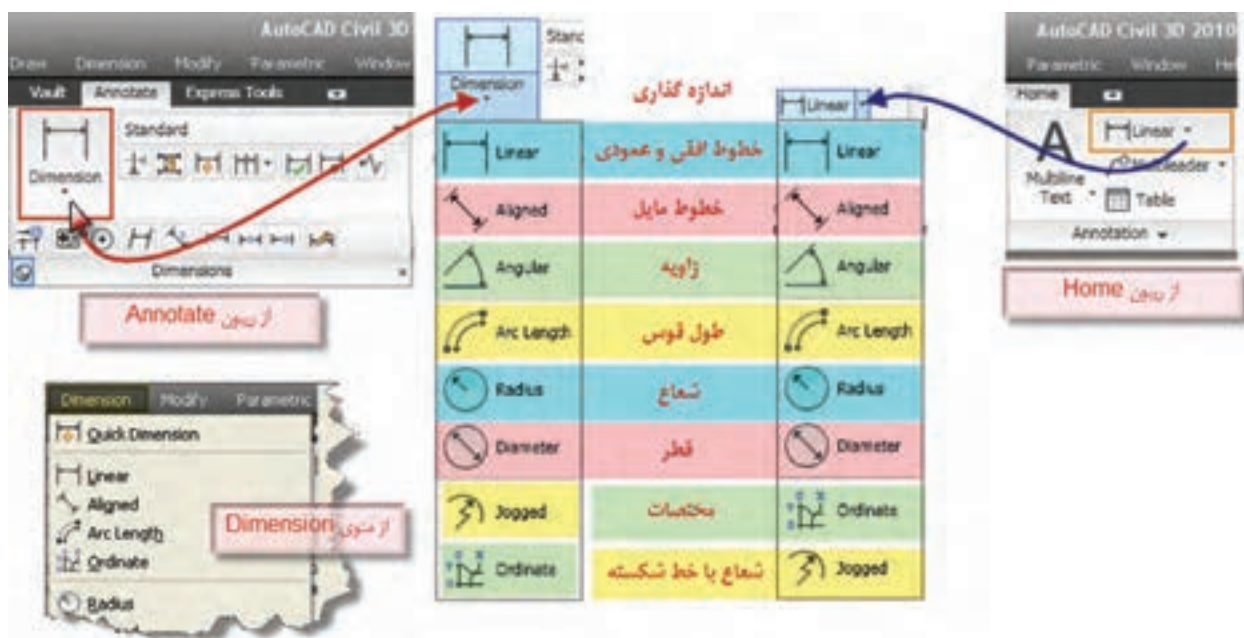 AutoCAD Civil 3D
Draw Dimension Modify Parametric Window
Vault Annotate Express Tools
Standard
Dimension
Dimensions
از ریبون Annotate
Dimension Modify Parametric
Quick Dimension
Linear
Aligned
Arc Length
Ordinate
Radius
از منوی Dimension
Stand
Dimension
اندازه گذاری
Linear
Linear خطوط افقی و عمودی Linear
Aligned خطوط مایل Aligned
Angular زاویه Angular
Arc Length طول قوس Arc Length
Radius شعاع Radius
Diameter قطر Diameter
Jogged مختصات Ordinate
Ordinate شعاع با خط شکسته Jogged
AutoCAD Civil 3D 2010
Parametric Window Hel
Home
Linear
A
Multiline Text
Multileader
Table
Annotation
از ریبون Home